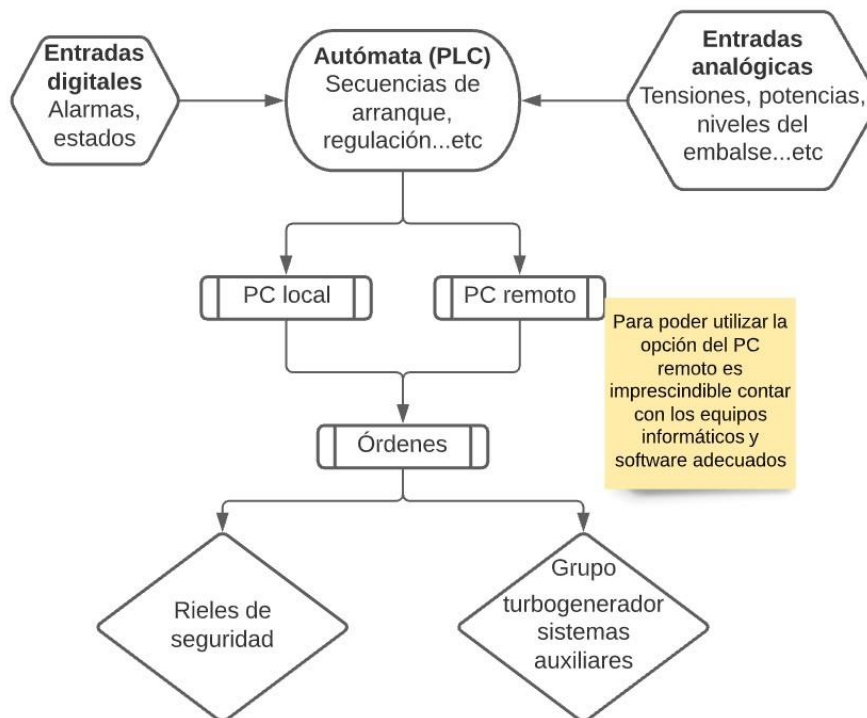 Entradas
digitales
Alarmas,
estados
Autómata (PLC)
Secuencias de
arranque,
regulación...etc
Entradas
analógicas
Tensiones, potencias,
niveles del
embalse...etc
PC local
PC remoto
Para poder utilizar la
opción del PC
remoto es
imprescindible contar
con los equipos
informáticos y
software adecuados
Órdenes
Rieles de
seguridad
Grupo
turbogenerador
sistemas
auxiliares